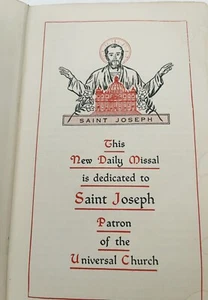 SAINT JOSEPH
This
New Daily Missal
is dedicated to
Saint Joseph
Patron
of the
Universal Church